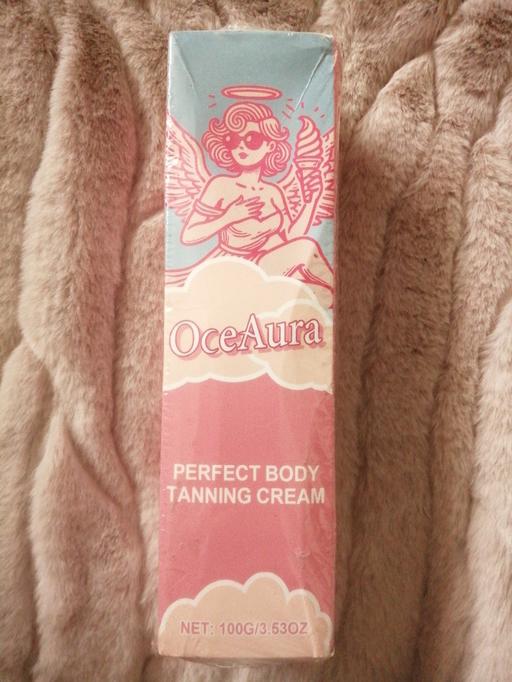 OceAura
PERFECT BODY
TANNING CREAM
NET: 100G/3.53OZ